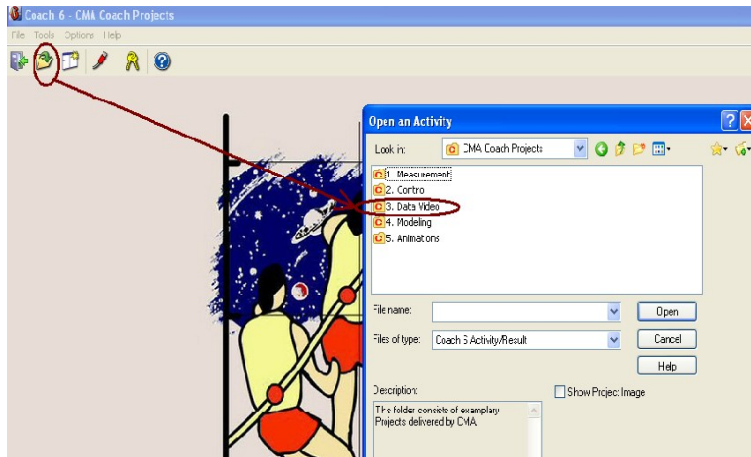 Coach 6 - CMA Coach Projects
File Tools Options Help
Open an Activity
Look in: CMA Coach Projects
1. Measurement
2. Contro
3. Data Video
4. Modeling
5. Animatons
File name:
Open
Files of type: Coach 6 Activity/Result
Cancel
Help
Description:
Show Project Image
The folder consists of examplary
Projects delivered by CMA.